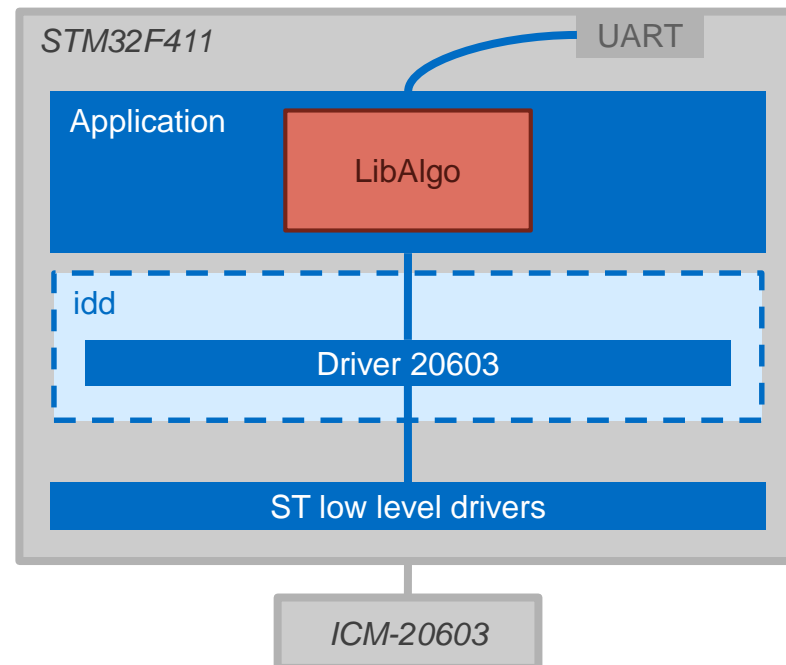 STM32F411
UART
Application
LibAlgo
idd
Driver 20603
ST low level drivers
ICM-20603